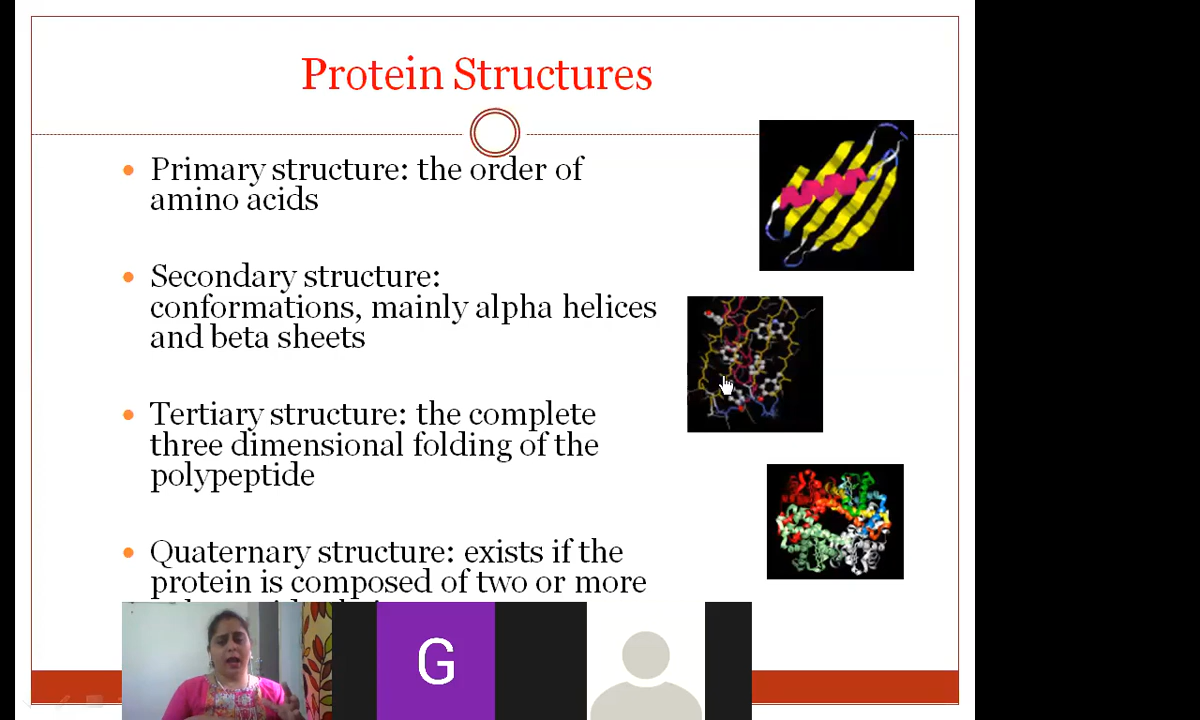 Protein Structures
Primary structure: the order of
amino acids
Secondary structure:
conformations, mainly alpha helices
and beta sheets
Tertiary structure: the complete
three dimensional folding of the
polypeptide
Quaternary structure: exists if the
protein is composed of two or more
G